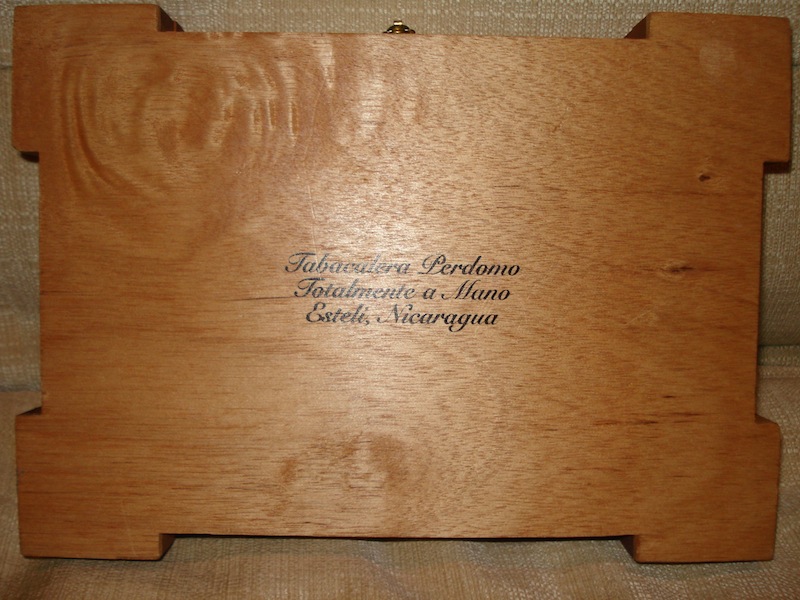 Tabacalera Perdomo
Totalmente a Mano
Esteli, Nicaragua